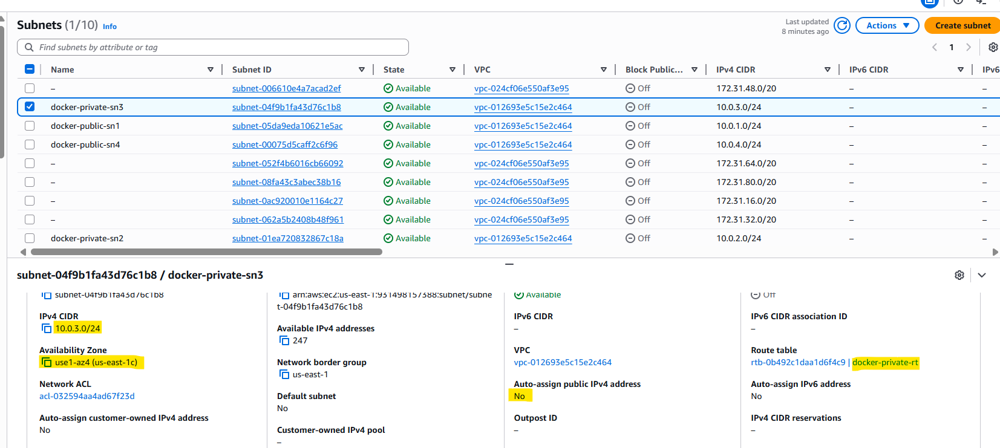 Subnets (1/10) Info
Last updated
8 minutes ago
Actions
Create subnet
Find subnets by attribute or tag
1
Name Subnet ID State VPC Block Public... IPv4 CIDR IPv6 CIDR IPv6
– subnet-006610e4a7acad2ef Available vpc-024cf06e550af3e95 Off 172.31.48.0/20 – –
docker-private-sn3 subnet-04f9b1fa43d76c1b8 Available vpc-012693e5c15e2c464 Off 10.0.3.0/24 – –
docker-public-sn1 subnet-05da9eda10621e5ac Available vpc-012693e5c15e2c464 Off 10.0.1.0/24 – –
docker-public-sn4 subnet-00075d5caff2c6f96 Available vpc-012693e5c15e2c464 Off 10.0.4.0/24 – –
– subnet-052f4b6016cb66092 Available vpc-024cf06e550af3e95 Off 172.31.64.0/20 – –
– subnet-08fa43c3abec38b16 Available vpc-024cf06e550af3e95 Off 172.31.80.0/20 – –
– subnet-0ac920010e1164c27 Available vpc-024cf06e550af3e95 Off 172.31.16.0/20 – –
– subnet-062a5b2408b48f961 Available vpc-024cf06e550af3e95 Off 172.31.32.0/20 – –
docker-private-sn2 subnet-01ea720832867c18a Available vpc-012693e5c15e2c464 Off 10.0.2.0/24 – –
subnet-04f9b1fa43d76c1b8 / docker-private-sn3
subnet-04f9b1fa43d76c1b8
IPv4 CIDR
10.0.3.0/24
Availability Zone
use1-az4 (us-east-1c)
Network ACL
acl-032594aa4ad67f23d
Auto-assign customer-owned IPv4 address
No
arn:aws:ec2:us-east-1:931498157388:subnet/subne
t-04f9b1fa43d76c1b8
Available IPv4 addresses
247
Network border group
us-east-1
Default subnet
No
Customer-owned IPv4 pool
–
Available
IPv6 CIDR
–
VPC
vpc-012693e5c15e2c464
Auto-assign public IPv4 address
No
Outpost ID
–
Off
IPv6 CIDR association ID
–
Route table
rtb-0b492c1daa1d6f4c9 | docker-private-rt
Auto-assign IPv6 address
No
IPv4 CIDR reservations
–